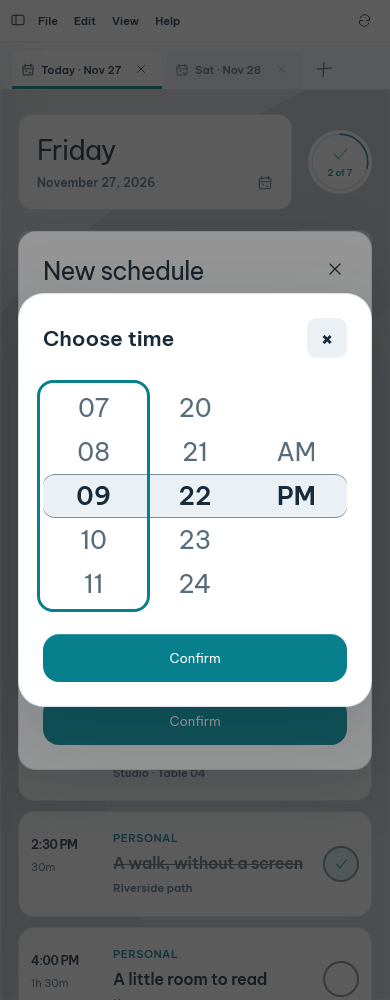 File Edit View Help
Today · Nov 27
Sat · Nov 28
Friday
November 27, 2026
2 of 7
New schedule
Choose time
07 20
08 21 AM
09 22 PM
10 23
11 24
Confirm
Confirm
Studio · Table 04
2:30 PM
30m
PERSONAL
A walk, without a screen
Riverside path
4:00 PM
1h 30m
PERSONAL
A little room to read